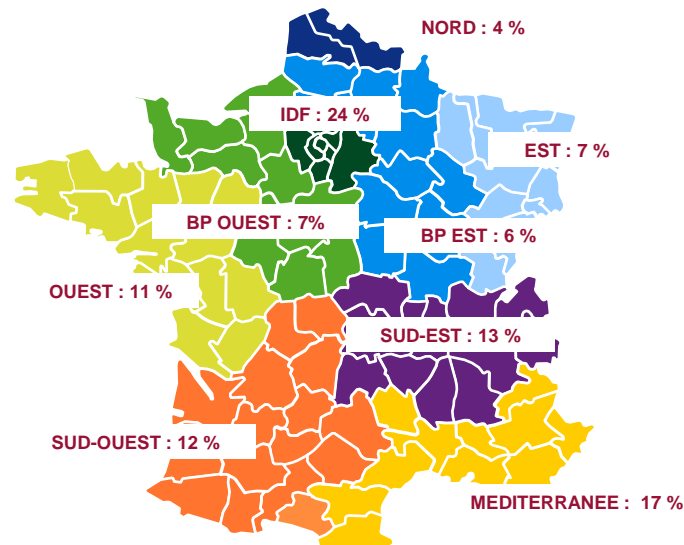 NORD : 4 %
IDF : 24 %
EST : 7 %
BP OUEST : 7%
BP EST : 6 %
OUEST : 11 %
SUD-EST : 13 %
SUD-OUEST : 12 %
MEDITERRANEE : 17 %